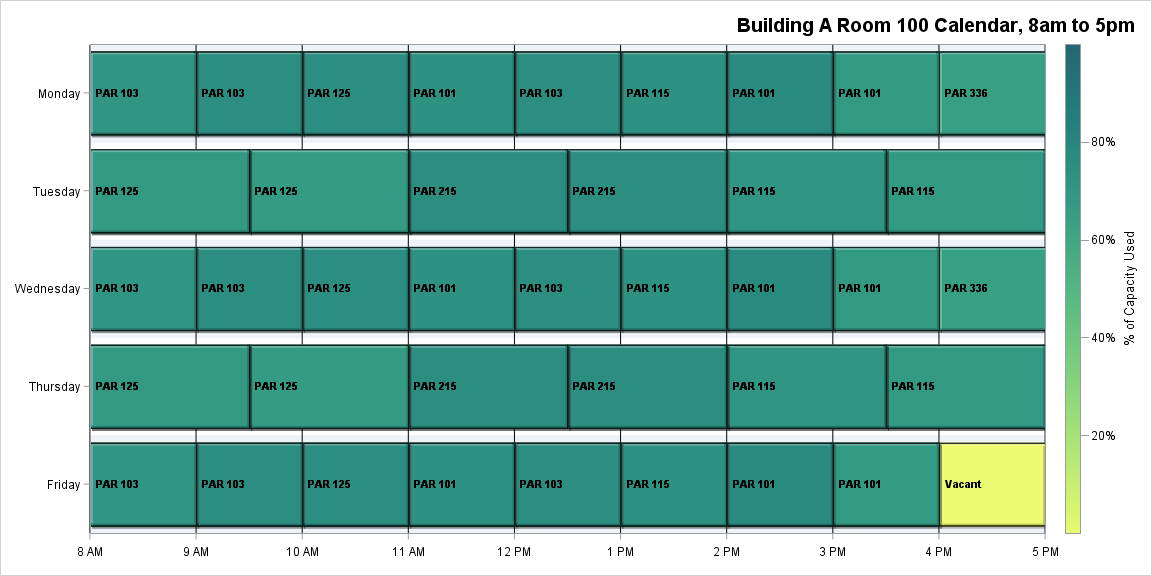 Building A Room 100 Calendar, 8am to 5pm
Monday PAR 103 PAR 103 PAR 125 PAR 101 PAR 103 PAR 115 PAR 101 PAR 101 PAR 336
80%
Tuesday PAR 125 PAR 125 PAR 215 PAR 215 PAR 115 PAR 115
60%
Wednesday PAR 103 PAR 103 PAR 125 PAR 101 PAR 103 PAR 115 PAR 101 PAR 101 PAR 336
% of Capacity Used
40%
Thursday PAR 125 PAR 125 PAR 215 PAR 215 PAR 115 PAR 115
20%
Friday PAR 103 PAR 103 PAR 125 PAR 101 PAR 103 PAR 115 PAR 101 PAR 101 Vacant
8 AM 9 AM 10 AM 11 AM 12 PM 1 PM 2 PM 3 PM 4 PM 5 PM